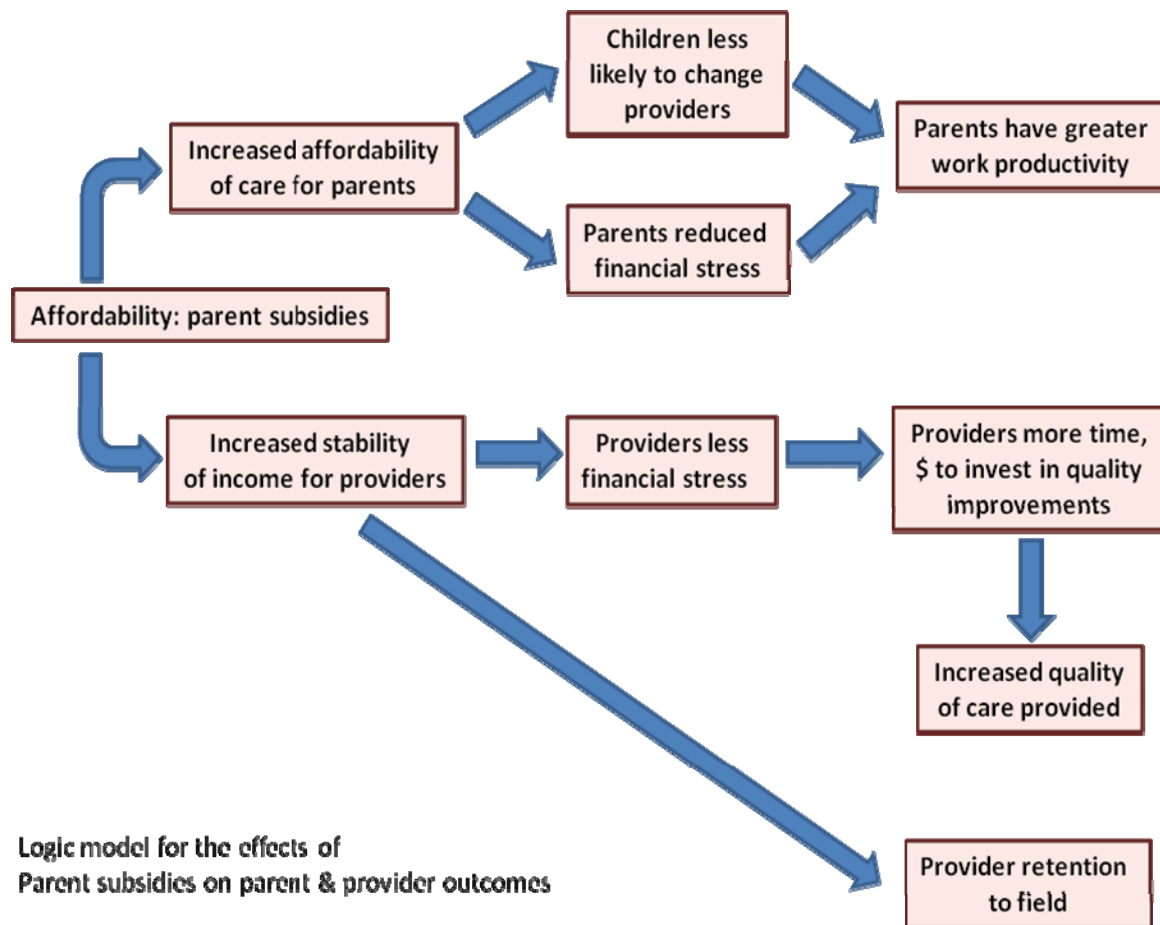 Children less
likely to change
providers
Increased affordability
of care for parents
Parents have greater
work productivity
Parents reduced
financial stress
Affordability: parent subsidies
Increased stability
of income for providers
Providers less
financial stress
Providers more time,
$ to invest in quality
improvements
Increased quality
of care provided
Logic model for the effects of
Parent subsidies on parent & provider outcomes
Provider retention
to field